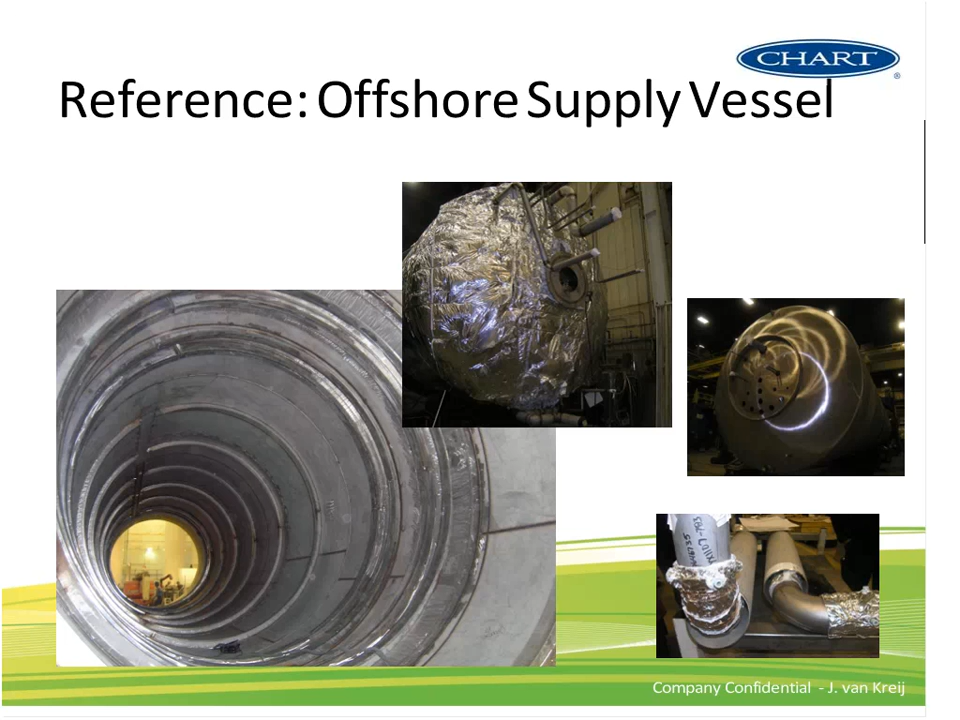 CHART
®
Reference: Offshore Supply Vessel
Company Confidential - J. van Kreij